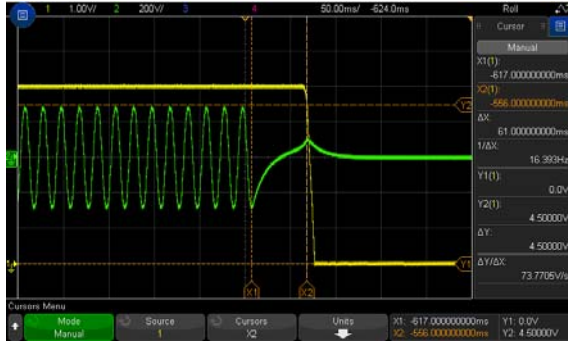 1 1.00V/ 2 200V/ 3 4 50.00ms/ -624.0ms Roll
Cursor
Manual
X1(1):
-617.000000000ms
X2(1):
-556.000000000ms
ΔX:
61.000000000ms
1/ΔX:
16.393Hz
Y1(1):
0.0V
Y2(1):
4.50000V
ΔY:
4.50000V
ΔY/ΔX:
73.7705V/s
Y2
Y1
X1 X2
Cursors Menu
Mode Source Cursors Units X1: -617.000000000ms Y1: 0.0V
Manual 1 X2 X2: -556.000000000ms Y2: 4.50000V